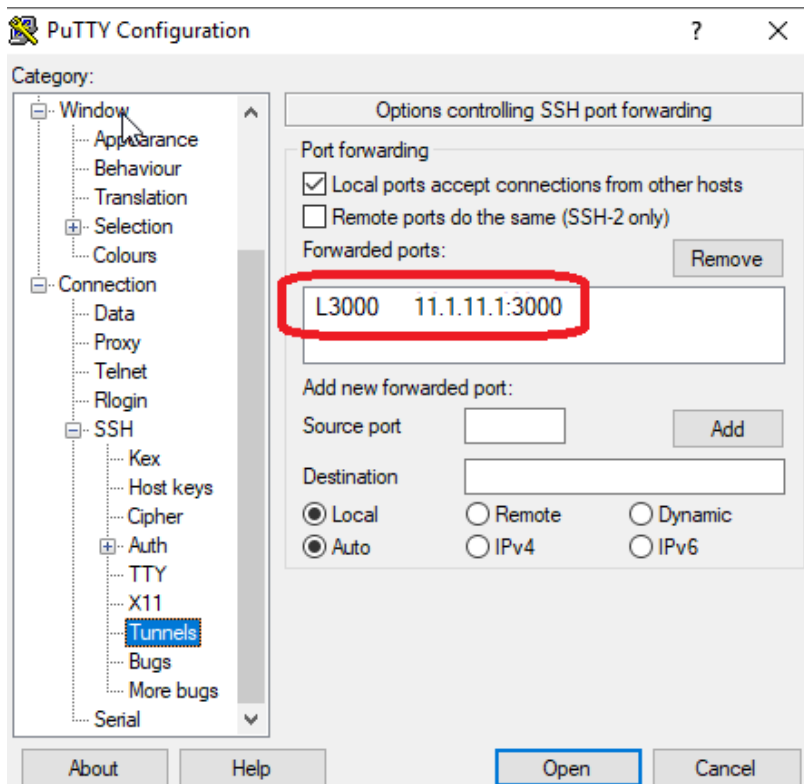 PuTTY Configuration ? ×
Category:
Window
Appearance
Behaviour
Translation
Selection
Colours
Connection
Data
Proxy
Telnet
Rlogin
SSH
Kex
Host keys
Cipher
Auth
TTY
X11
Tunnels
Bugs
More bugs
Serial
Options controlling SSH port forwarding
Port forwarding
Local ports accept connections from other hosts
Remote ports do the same (SSH-2 only)
Forwarded ports:
Remove
L3000 11.1.11.1:3000
Add new forwarded port:
Source port
Add
Destination
Local Remote Dynamic
Auto IPv4 IPv6
About Help Open Cancel